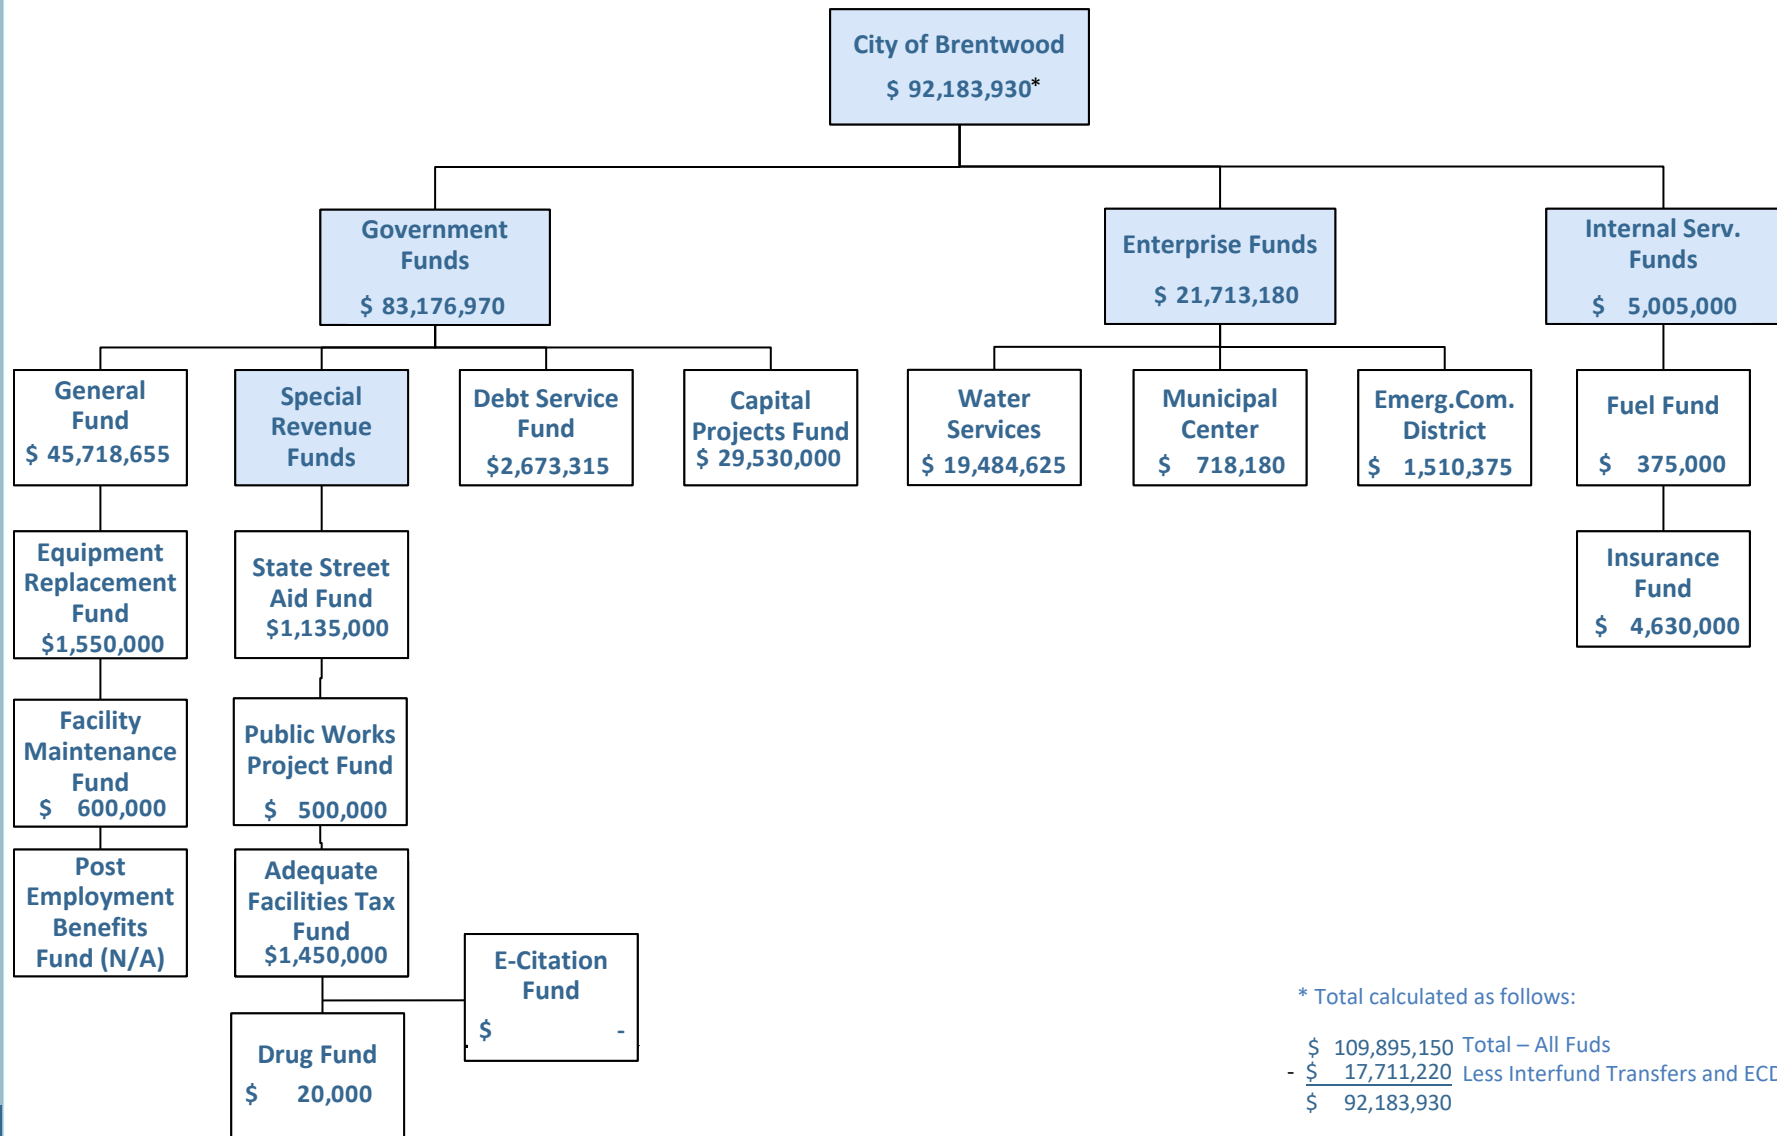 City of Brentwood
$ 92,183,930*
Government
Funds
$ 83,176,970
Enterprise Funds
$ 21,713,180
Internal Serv.
Funds
$ 5,005,000
General
Fund
$ 45,718,655
Special
Revenue
Funds
Debt Service
Fund
$2,673,315
Capital
Projects Fund
$ 29,530,000
Water
Services
$ 19,484,625
Municipal
Center
$ 718,180
Emerg.Com.
District
$ 1,510,375
Fuel Fund
$ 375,000
Equipment
Replacement
Fund
$1,550,000
State Street
Aid Fund
$1,135,000
Insurance
Fund
$ 4,630,000
Facility
Maintenance
Fund
$ 600,000
Public Works
Project Fund
$ 500,000
Post
Employment
Benefits
Fund (N/A)
Adequate
Facilities Tax
Fund
$1,450,000
E-Citation
Fund
$ -
Drug Fund
$ 20,000
* Total calculated as follows:
$ 109,895,150 Total – All Fuds
- $ 17,711,220 Less Interfund Transfers and ECD
$ 92,183,930